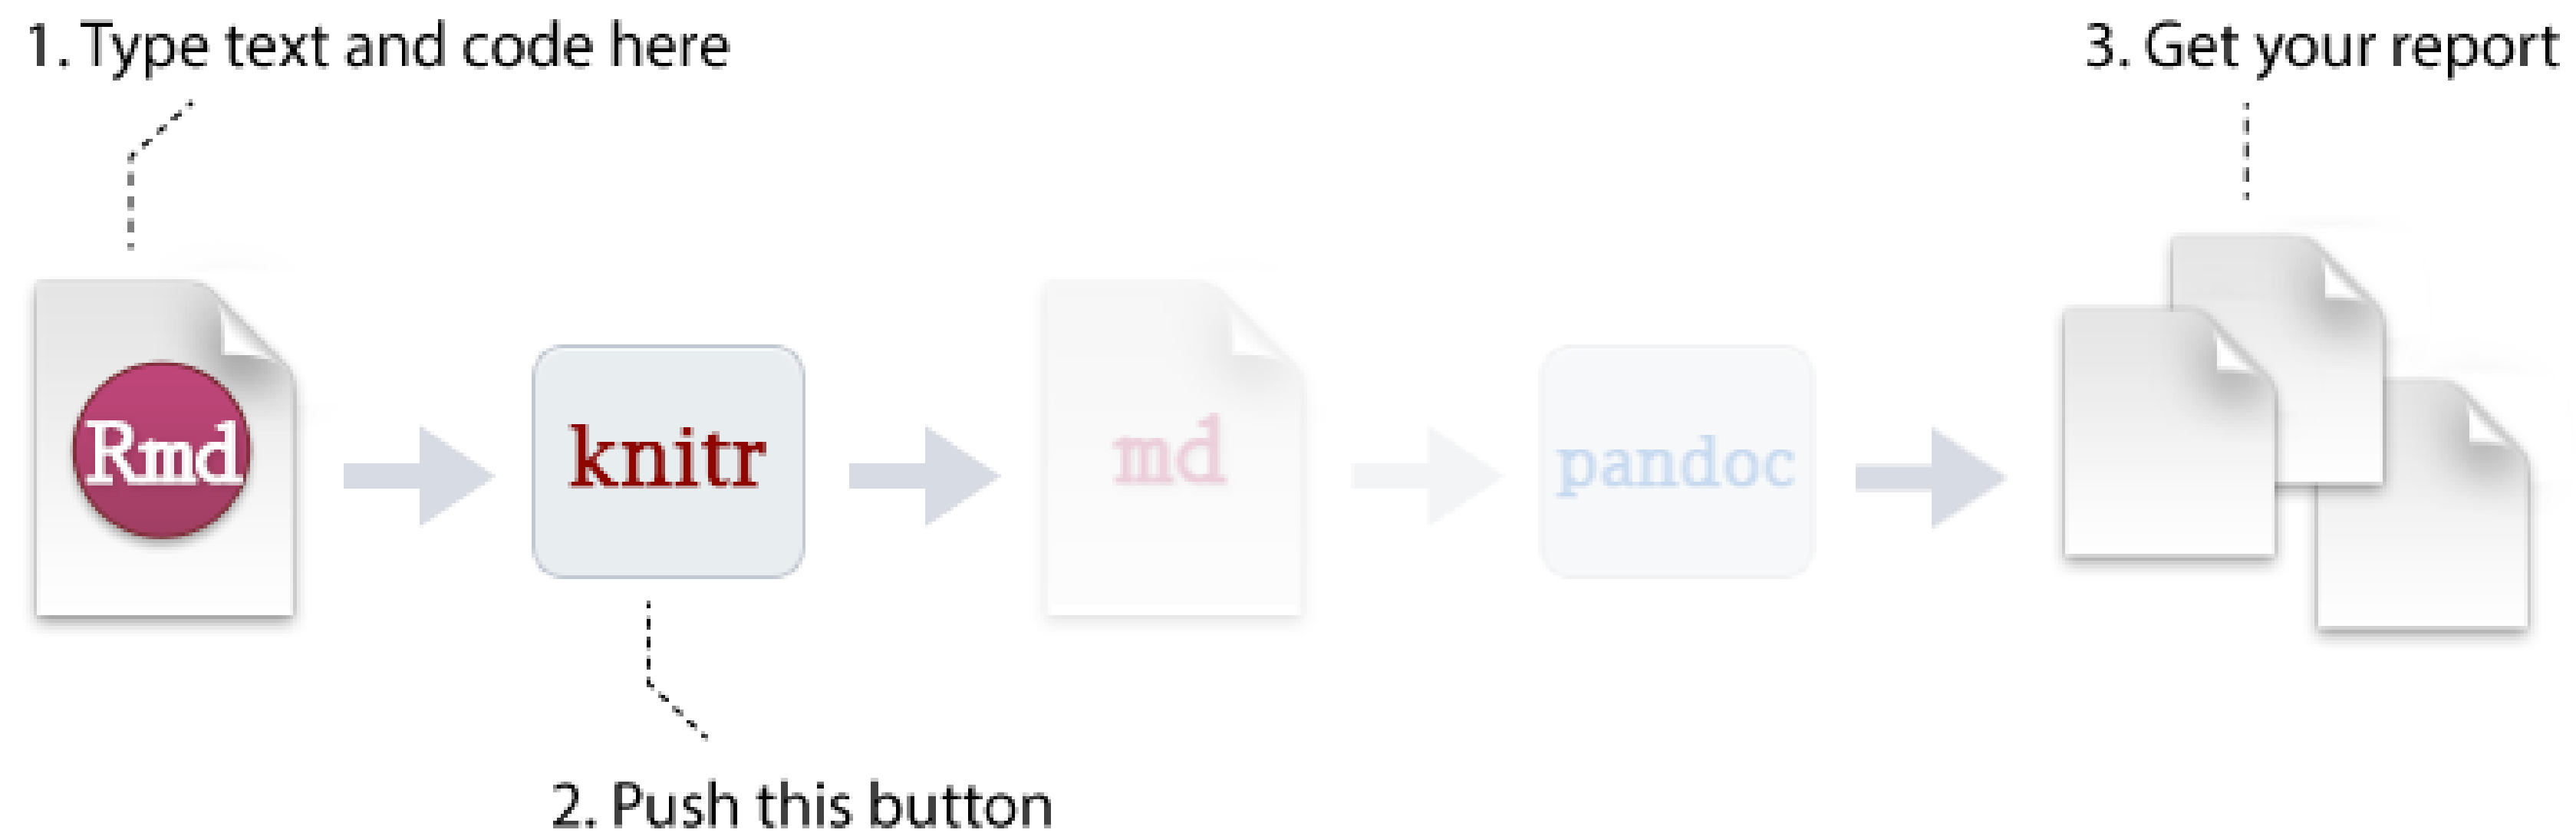 1. Type text and code here
3. Get your report
Rmd
knitr
md
pandoc
2. Push this button